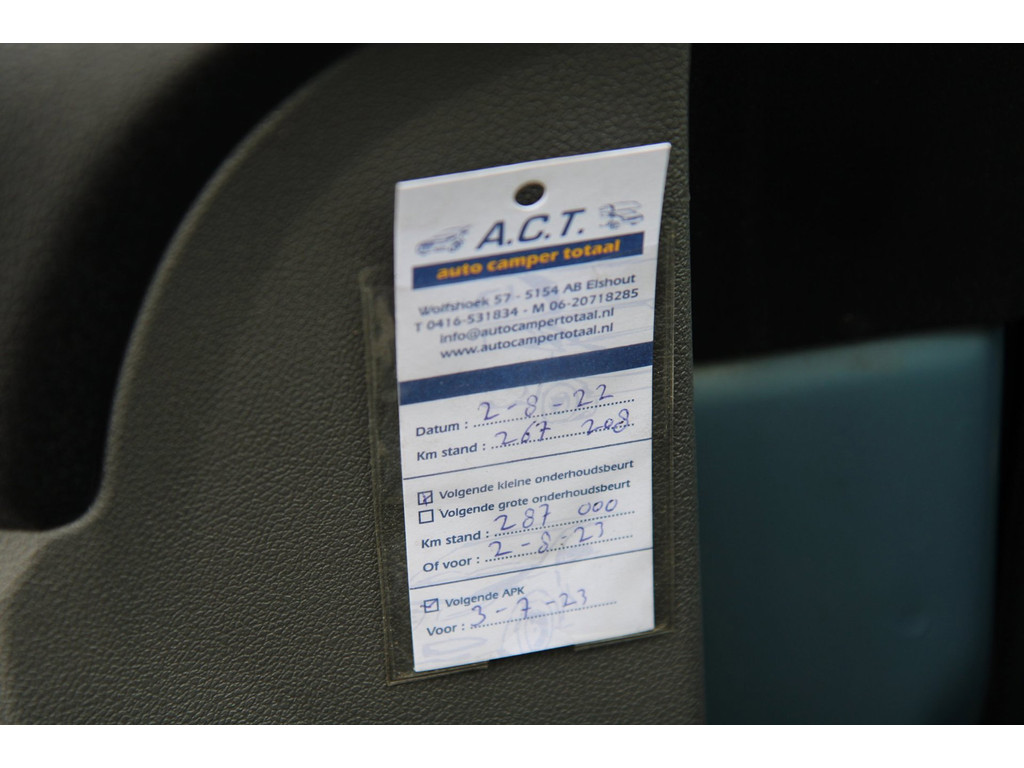 A.C.T.
auto camper totaal
Wolfshoek 57 - 5154 AB Elshout
T 0416-531834 - M 06-20718285
info@autocampertotaal.nl
www.autocampertotaal.nl
Datum : 2-8-22
Km stand : 267 208
Volgende kleine onderhoudsbeurt
Volgende grote onderhoudsbeurt
Km stand : 287 000
Of voor : 2-8-23
Volgende APK
Voor : 3-7-23